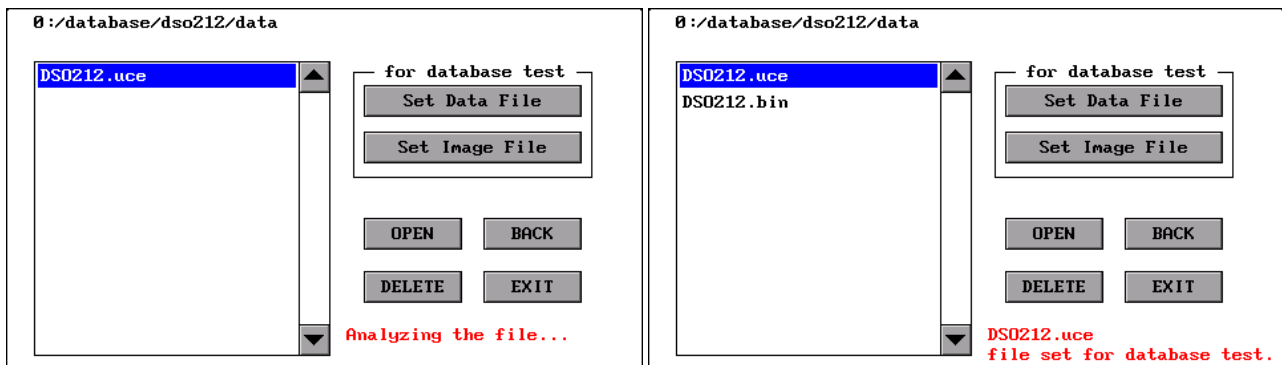 0:/database/dso212/data
DSO212.uce
for database test
Set Data File
Set Image File
OPEN BACK
DELETE EXIT
Analyzing the file...
0:/database/dso212/data
DSO212.uce
DSO212.bin
for database test
Set Data File
Set Image File
OPEN BACK
DELETE EXIT
DSO212.uce
file set for database test.